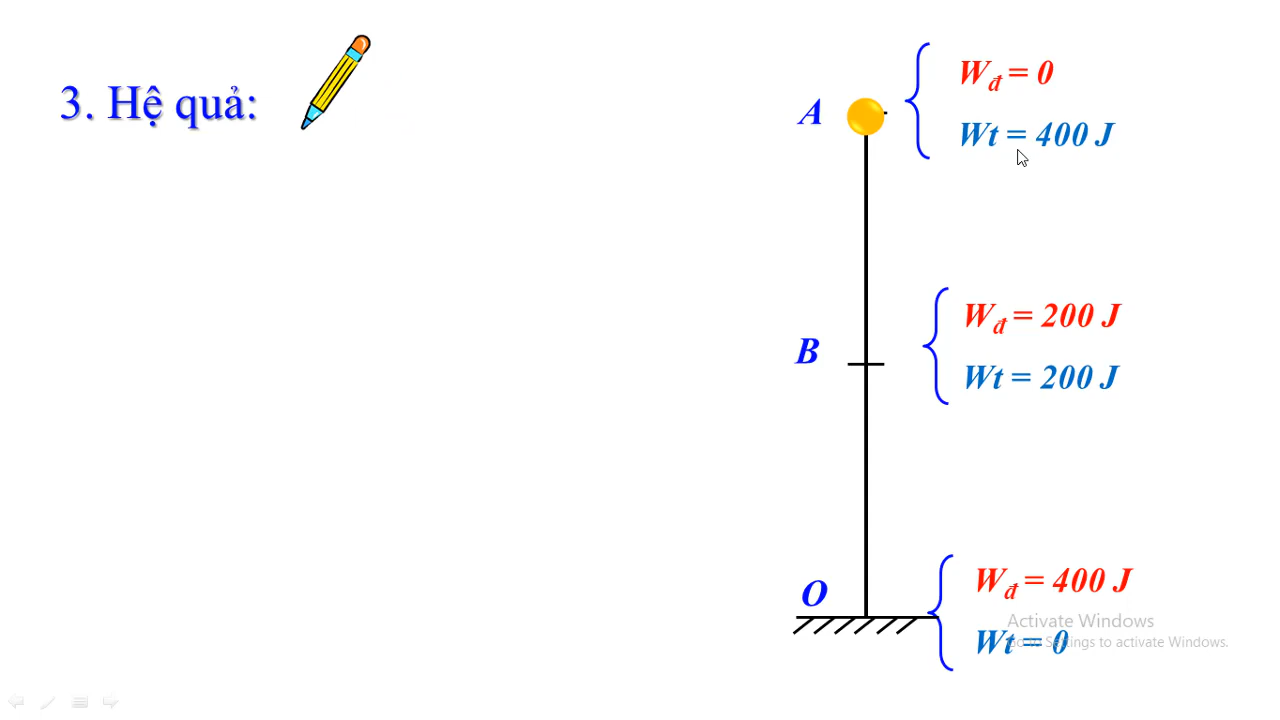 3. Hệ quả:
A
Wđ = 0
Wt = 400 J
B
Wđ = 200 J
Wt = 200 J
O
Wđ = 400 J
Wt = 0
Activate Windows
Go to Settings to activate Windows.